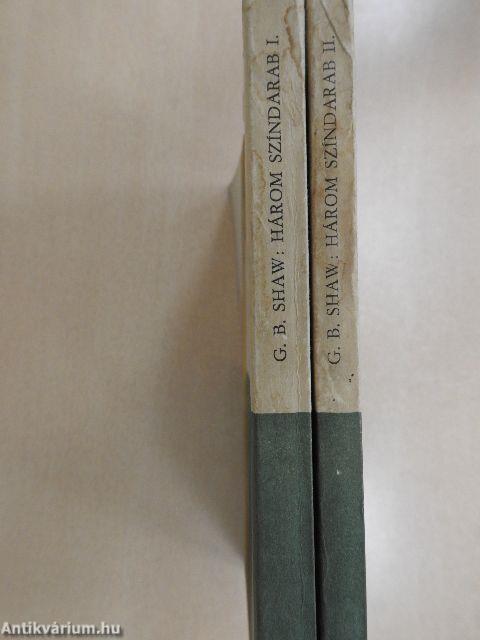 G. B. SHAW: HÁROM SZÍNDARAB I.
G. B. SHAW: HÁROM SZÍNDARAB II.
Antikvárium.hu